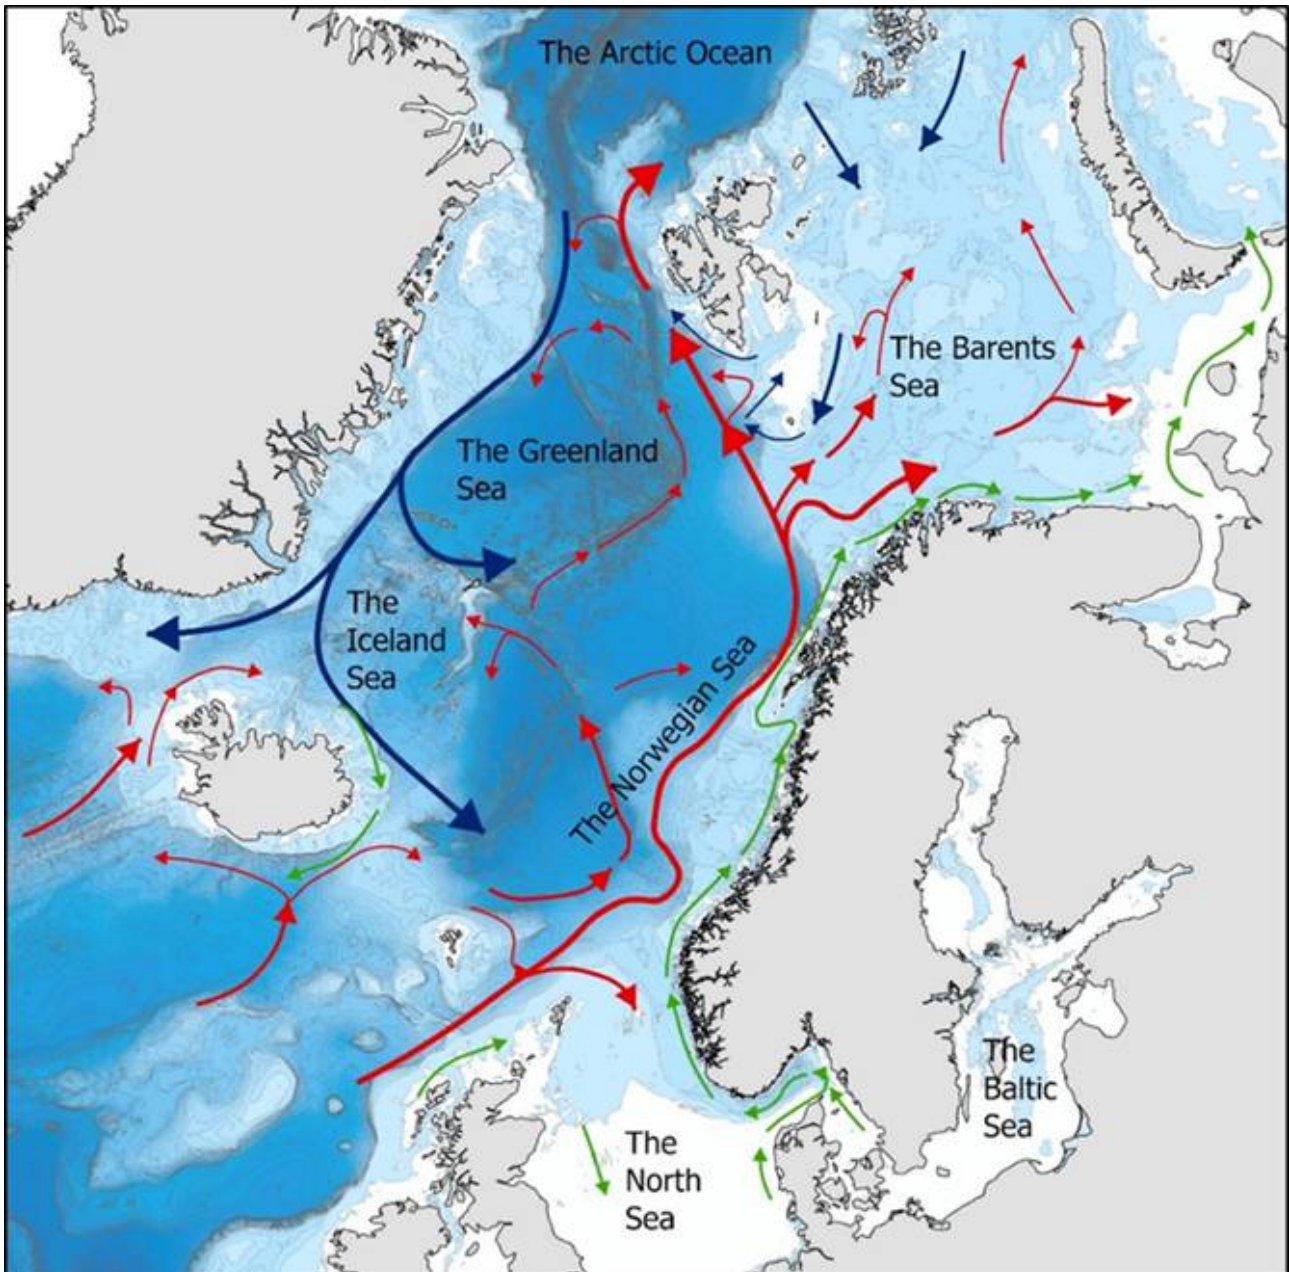 The Arctic Ocean
The Barents
Sea
The Greenland
Sea
The
Iceland
Sea
The Norwegian Sea
The
Baltic
Sea
The
North
Sea